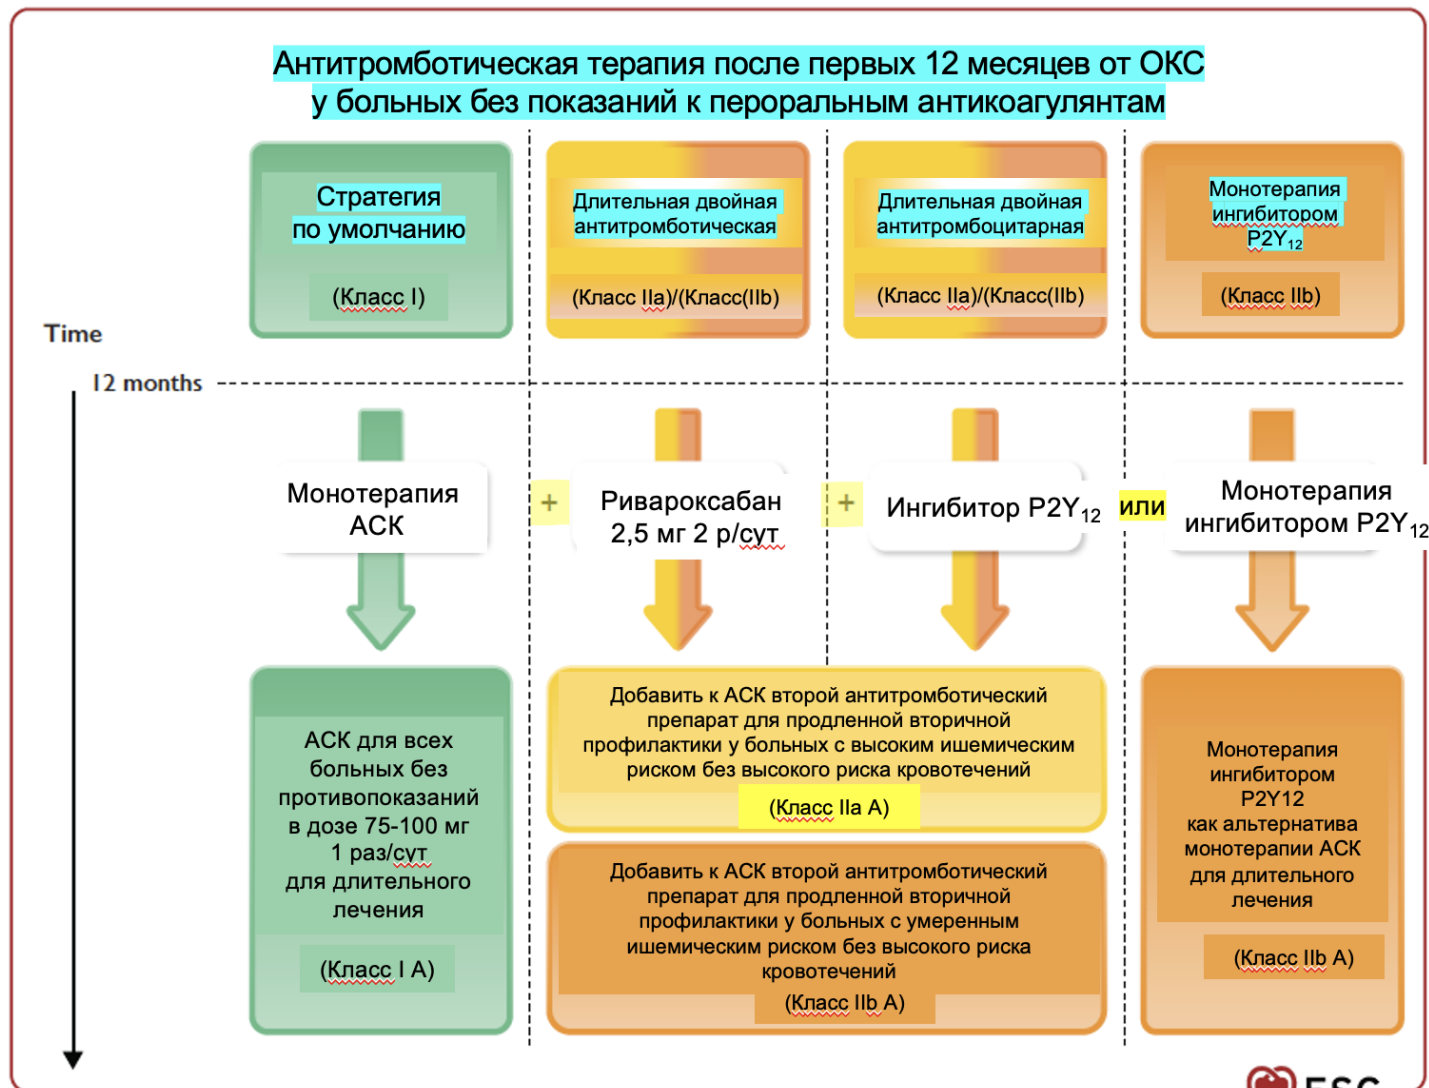 Антитромботическая терапия после первых 12 месяцев от ОКС
у больных без показаний к пероральным антикоагулянтам
Стратегия
по умолчанию
(Класс I)
Длительная двойная
антитромботическая
(Класс IIa)/(Класс(IIb)
Длительная двойная
антитромбоцитарная
(Класс IIa)/(Класс(IIb)
Монотерапия
ингибитором
P2Y12
(Класс IIb)
Time
12 months
Монотерапия
АСК
+
Ривароксабан
2,5 мг 2 р/сут
+
Ингибитор P2Y12
или
Монотерапия
ингибитором P2Y12
АСК для всех
больных без
противопоказаний
в дозе 75-100 мг
1 раз/сут
для длительного
лечения
(Класс I A)
Добавить к АСК второй антитромботический
препарат для продленной вторичной
профилактики у больных с высоким ишемическим
риском без высокого риска кровотечений
(Класс IIa A)
Добавить к АСК второй антитромботический
препарат для продленной вторичной
профилактики у больных с умеренным
ишемическим риском без высокого риска
кровотечений
(Класс IIb A)
Монотерапия
ингибитором
P2Y12
как альтернатива
монотерапии АСК
для длительного
лечения
(Класс IIb A)
ESC